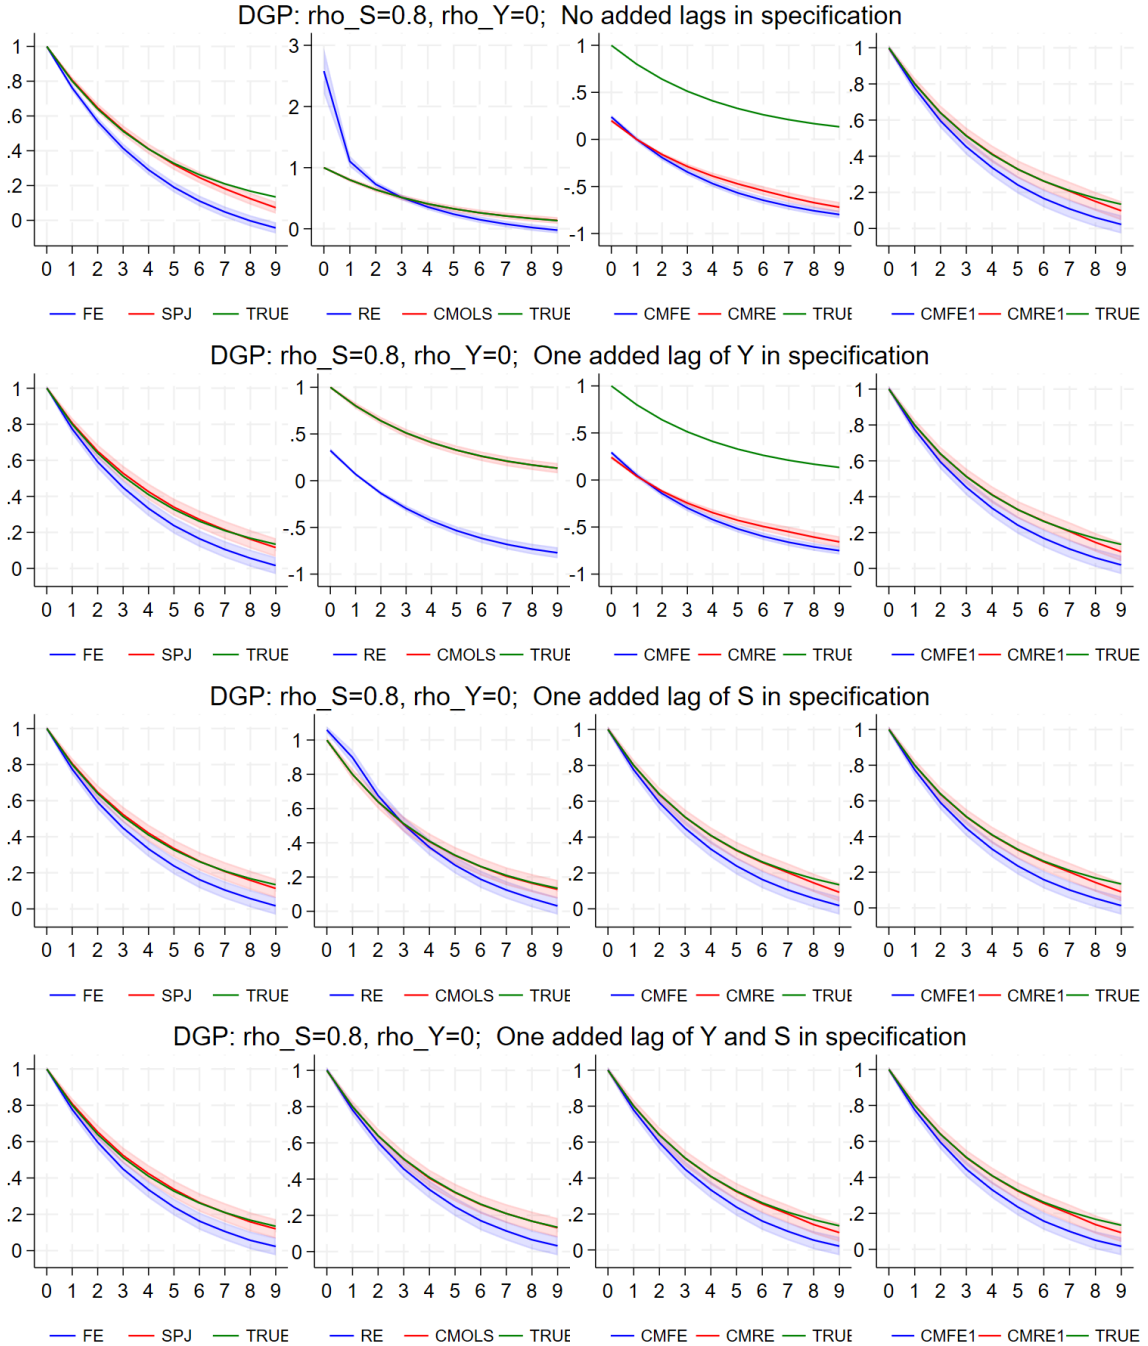 DGP: rho_S=0.8, rho_Y=0;  No added lags in specification
1 .8 .6 .4 .2 0
0 1 2 3 4 5 6 7 8 9
FE SPJ TRUE
3 2 1 0
0 1 2 3 4 5 6 7 8 9
RE CMOLS TRUE
1 .5 0 -.5 -1
0 1 2 3 4 5 6 7 8 9
CMFE CMRE TRUE
1 .8 .6 .4 .2 0
0 1 2 3 4 5 6 7 8 9
CMFE1 CMRE1 TRUE
DGP: rho_S=0.8, rho_Y=0;  One added lag of Y in specification
1 .8 .6 .4 .2 0
0 1 2 3 4 5 6 7 8 9
FE SPJ TRUE
1 .5 0 -.5 -1
0 1 2 3 4 5 6 7 8 9
RE CMOLS TRUE
1 .5 0 -.5 -1
0 1 2 3 4 5 6 7 8 9
CMFE CMRE TRUE
1 .8 .6 .4 .2 0
0 1 2 3 4 5 6 7 8 9
CMFE1 CMRE1 TRUE
DGP: rho_S=0.8, rho_Y=0;  One added lag of S in specification
1 .8 .6 .4 .2 0
0 1 2 3 4 5 6 7 8 9
FE SPJ TRUE
1 .8 .6 .4 .2 0
0 1 2 3 4 5 6 7 8 9
RE CMOLS TRUE
1 .8 .6 .4 .2 0
0 1 2 3 4 5 6 7 8 9
CMFE CMRE TRUE
1 .8 .6 .4 .2 0
0 1 2 3 4 5 6 7 8 9
CMFE1 CMRE1 TRUE
DGP: rho_S=0.8, rho_Y=0;  One added lag of Y and S in specification
1 .8 .6 .4 .2 0
0 1 2 3 4 5 6 7 8 9
FE SPJ TRUE
1 .8 .6 .4 .2 0
0 1 2 3 4 5 6 7 8 9
RE CMOLS TRUE
1 .8 .6 .4 .2 0
0 1 2 3 4 5 6 7 8 9
CMFE CMRE TRUE
1 .8 .6 .4 .2 0
0 1 2 3 4 5 6 7 8 9
CMFE1 CMRE1 TRUE